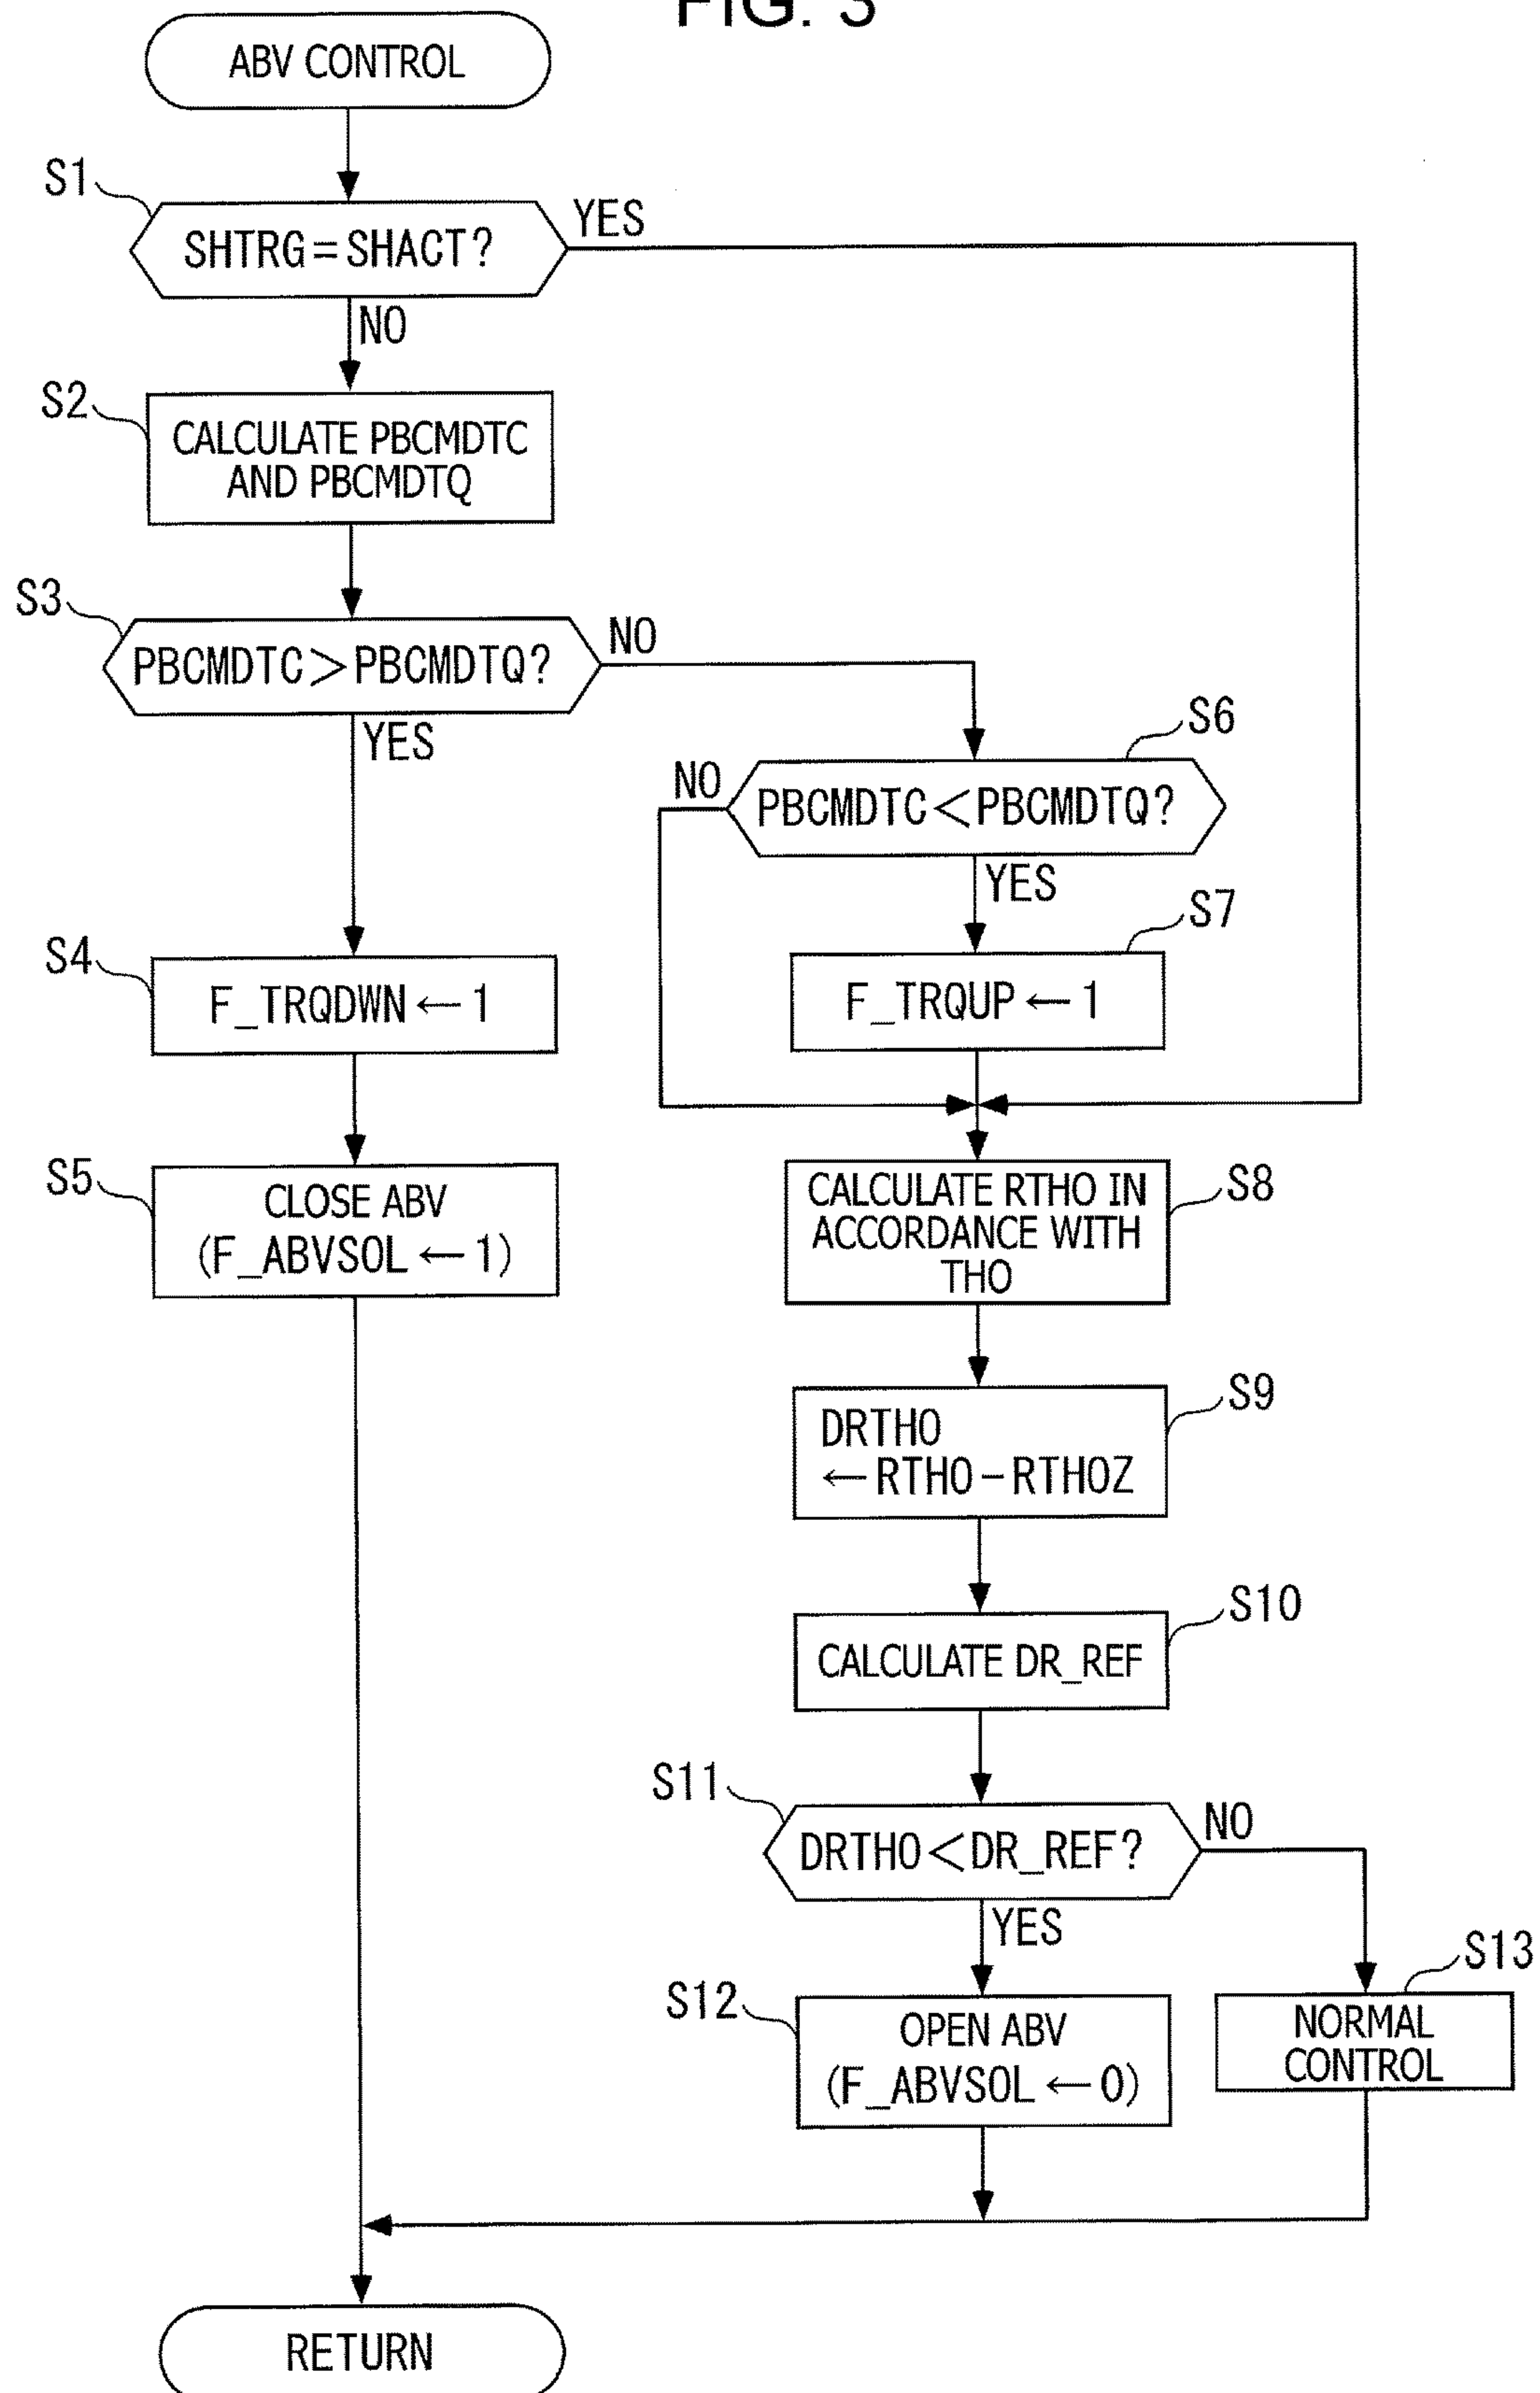 FIG. 3
ABV CONTROL
S1
SHTRG=SHACT?
YES
NO
S2
CALCULATE PBCMDTC
AND PBCMDTQ
S3
PBCMDTC>PBCMDTQ?
NO
YES
S6
NO
PBCMDTC<PBCMDTQ?
YES
S7
F_TRQUP←1
S4
F_TRQDWN←1
S5
CLOSE ABV
(F_ABVSOL←1)
S8
CALCULATE RTHO IN
ACCORDANCE WITH
THO
S9
DRTHO
←RTHO-RTHOZ
S10
CALCULATE DR_REF
S11
DRTHO<DR_REF?
NO
YES
S12
OPEN ABV
(F_ABVSOL←0)
S13
NORMAL
CONTROL
RETURN